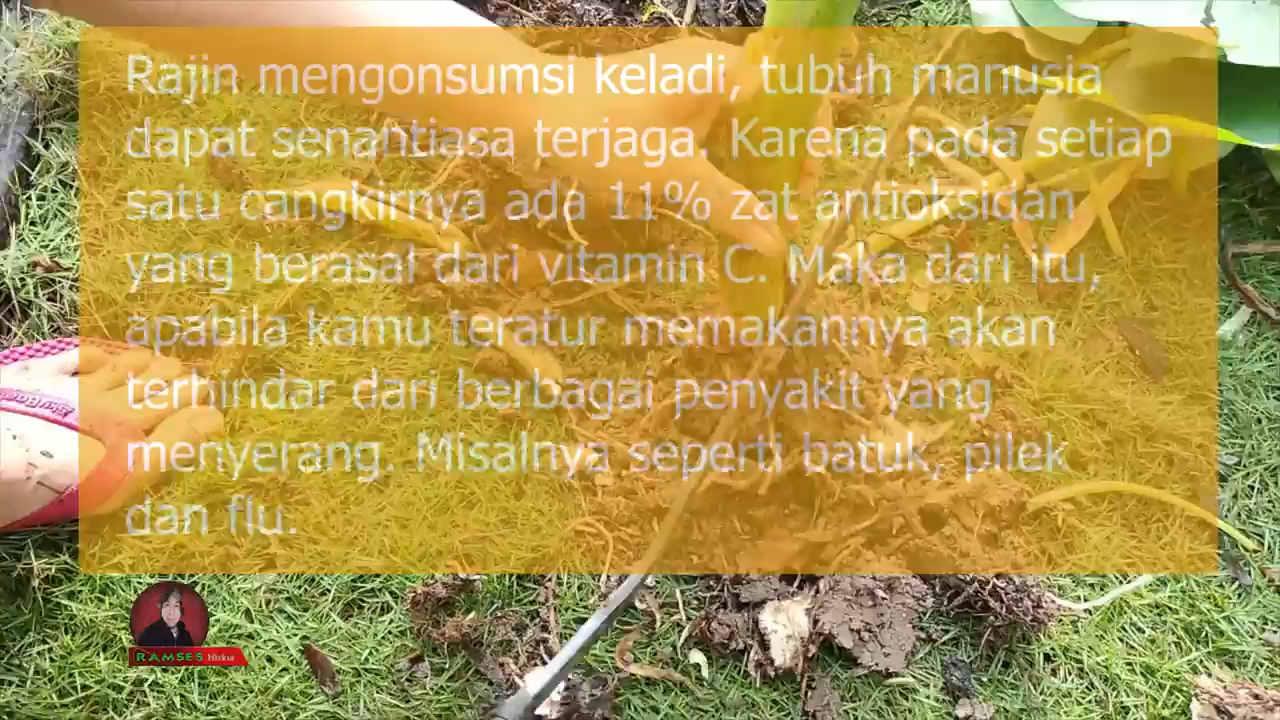 Rajin mengonsumsi keladi, tubuh manusia
dapat senantiasa terjaga. Karena pada setiap
satu cangkirnya ada 11% zat antioksidan
yang berasal dari vitamin C. Maka dari itu,
apabila kamu teratur memakannya akan
terhindar dari berbagai penyakit yang
menyerang. Misalnya seperti batuk, pilek
dan flu.
RAMSES Hizkia